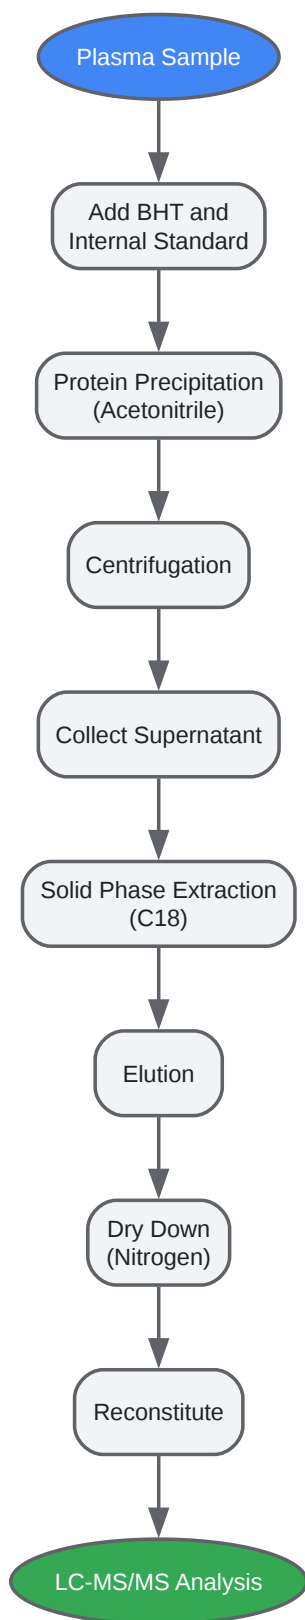 Plasma Sample
Add BHT and
Internal Standard
Protein Precipitation
(Acetonitrile)
Centrifugation
Collect Supernatant
Solid Phase Extraction
(C18)
Elution
Dry Down
(Nitrogen)
Reconstitute
LC-MS/MS Analysis